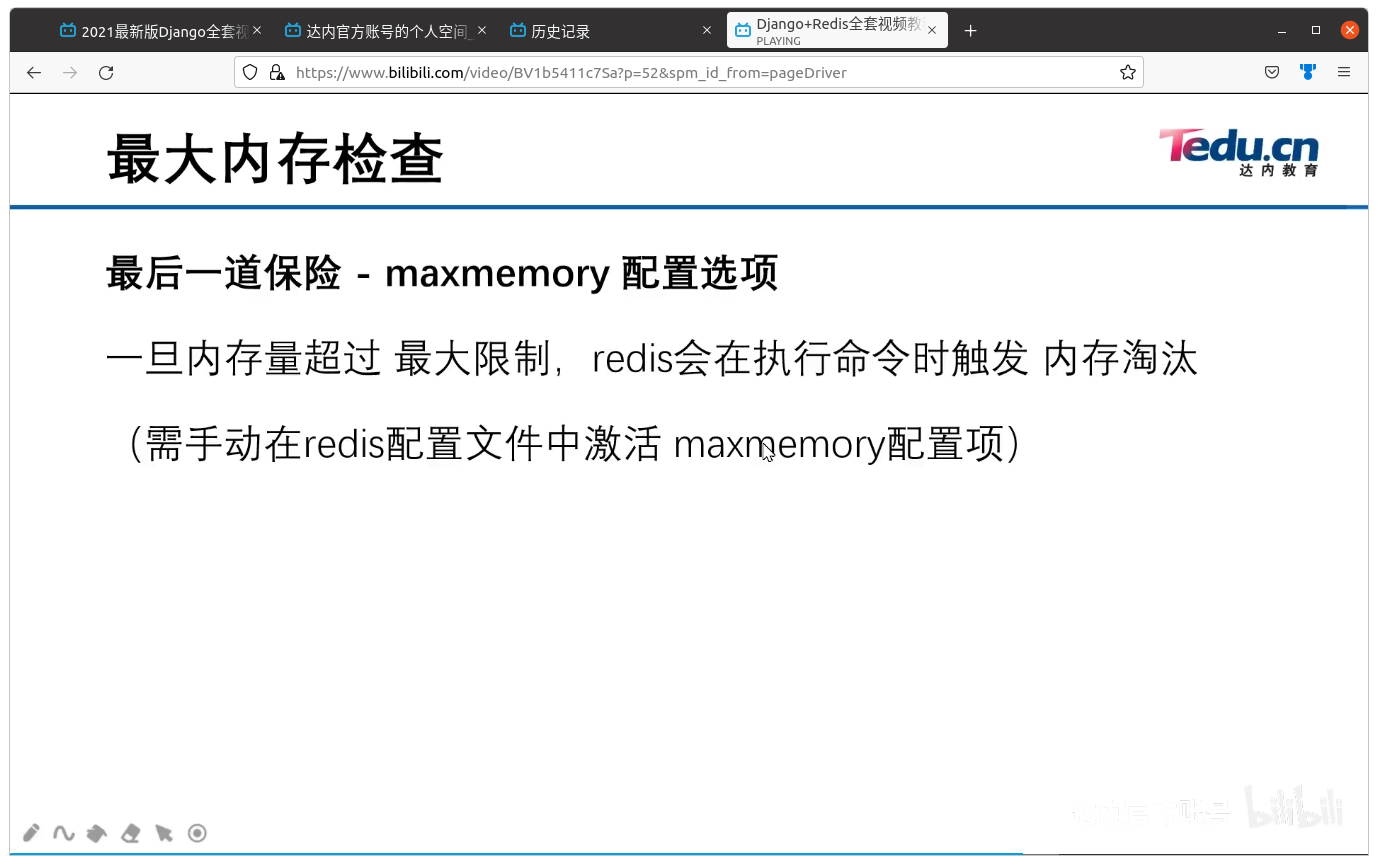 2021最新版Django全套视
达内官方账号的个人空间_
历史记录
Django+Redis全套视频教
PLAYING
https://www.bilibili.com/video/BV1b5411c7Sa?p=52&spm_id_from=pageDriver
最大内存检查
Tedu.cn
达内教育
最后一道保险 - maxmemory 配置选项
一旦内存量超过 最大限制，redis会在执行命令时触发 内存淘汰
（需手动在redis配置文件中激活 maxmemory配置项）
达内官方账号 bilibili